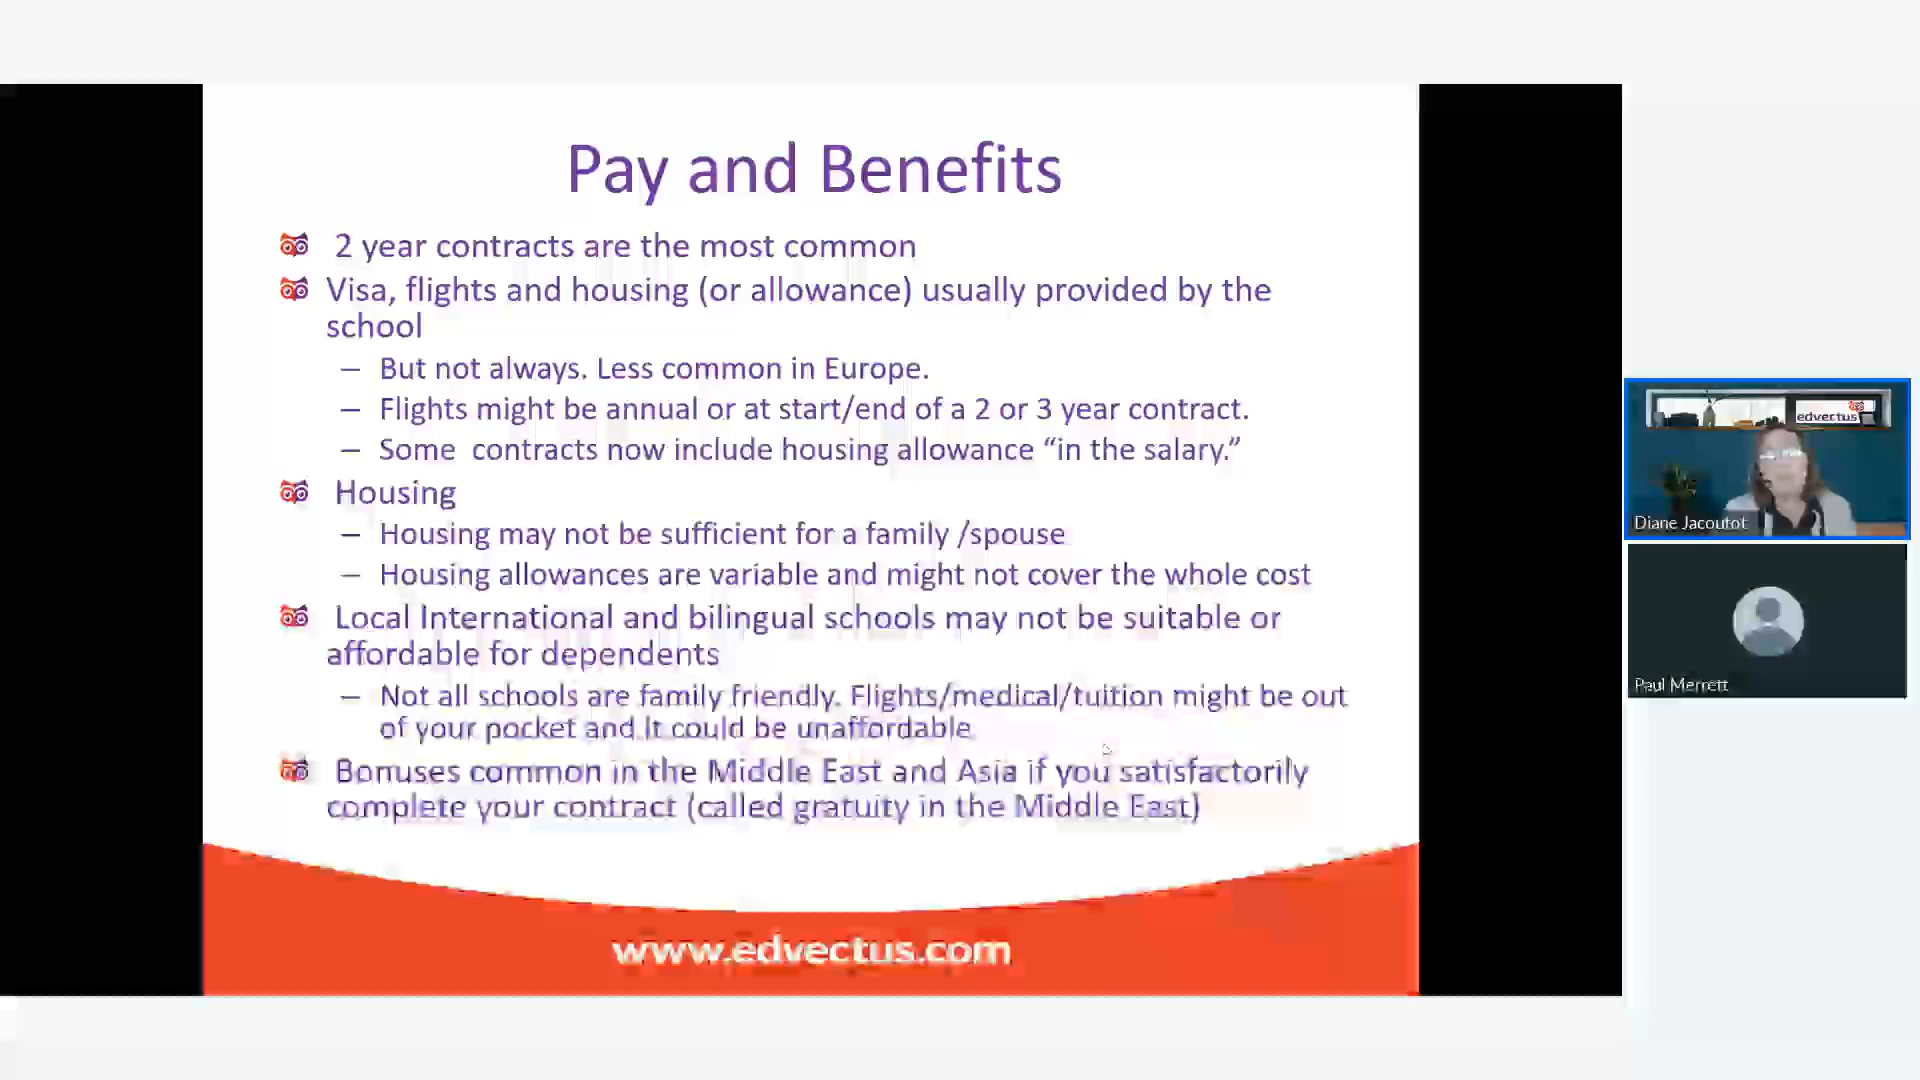 Pay and Benefits
2 year contracts are the most common
Visa, flights and housing (or allowance) usually provided by the
school
– But not always. Less common in Europe.
– Flights might be annual or at start/end of a 2 or 3 year contract.
– Some contracts now include housing allowance “in the salary.”
Housing
– Housing may not be sufficient for a family /spouse
– Housing allowances are variable and might not cover the whole cost
Local International and bilingual schools may not be suitable or
affordable for dependents
– Not all schools are family friendly. Flights/medical/tuition might be out
of your pocket and it could be unaffordable
Bonuses common in the Middle East and Asia if you satisfactorily
complete your contract (called gratuity in the Middle East)
www.edvectus.com
edvectus
Diane Jacoutot
Paul Merrett